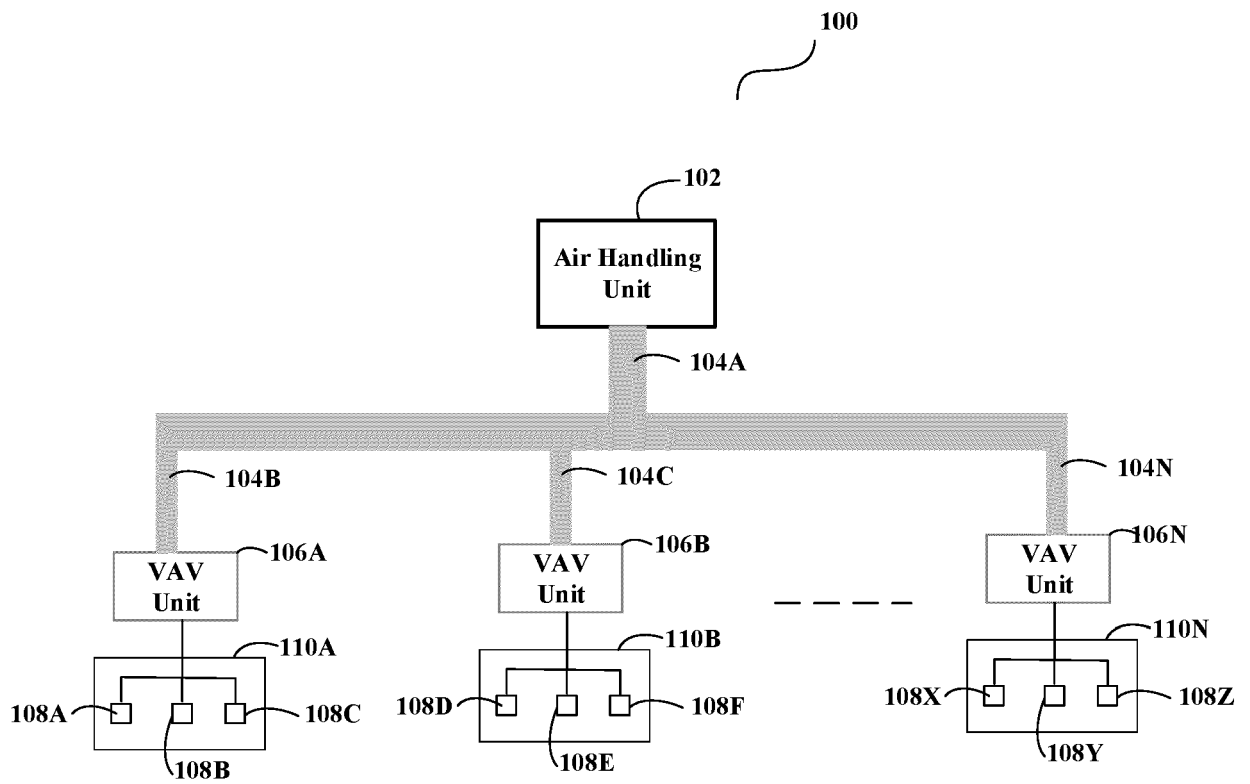 100
102
Air Handling
Unit
104A
104B
104C
104N
106A
106B
106N
VAV
Unit
VAV
Unit
VAV
Unit
110A
110B
110N
108A
108C
108D
108F
108X
108Z
108B
108E
108Y